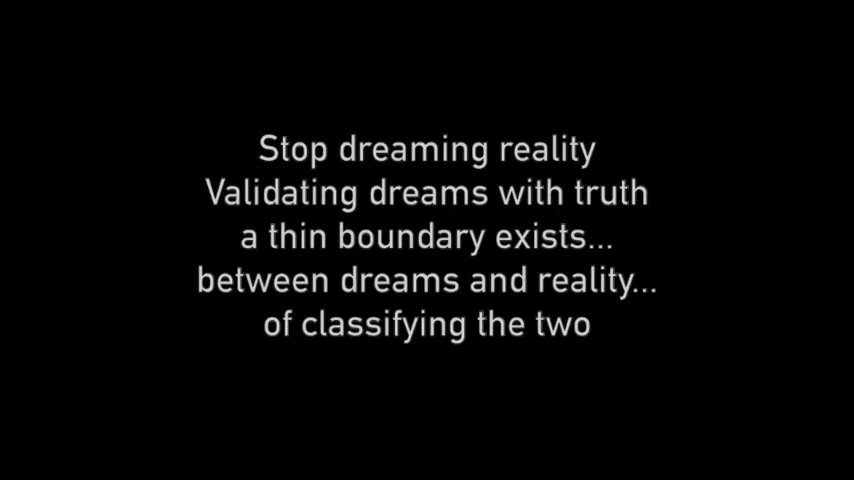 Stop dreaming reality
Validating dreams with truth
a thin boundary exists...
between dreams and reality...
of classifying the two